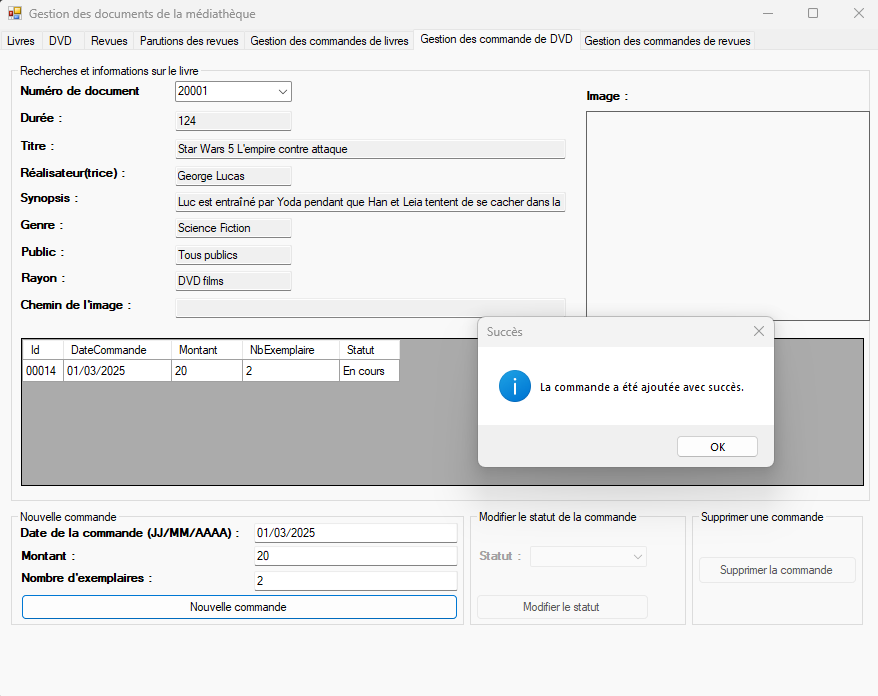 Gestion des documents de la médiathèque
Livres DVD Revues Parutions des revues Gestion des commandes de livres Gestion des commande de DVD Gestion des commandes de revues
Recherches et informations sur le livre
Numéro de document 20001
Image :
Durée : 124
Titre : Star Wars 5 L'empire contre attaque
Réalisateur(trice) : George Lucas
Synopsis : Luc est entraîné par Yoda pendant que Han et Leia tentent de se cacher dans la
Genre : Science Fiction
Public : Tous publics
Rayon : DVD films
Chemin de l'image :
Id DateCommande Montant NbExemplaire Statut
00014 01/03/2025 20 2 En cours
Succès
La commande a été ajoutée avec succès.
OK
Nouvelle commande
Date de la commande (JJ/MM/AAAA) : 01/03/2025
Montant : 20
Nombre d'exemplaires : 2
Nouvelle commande
Modifier le statut de la commande
Statut :
Modifier le statut
Supprimer une commande
Supprimer la commande